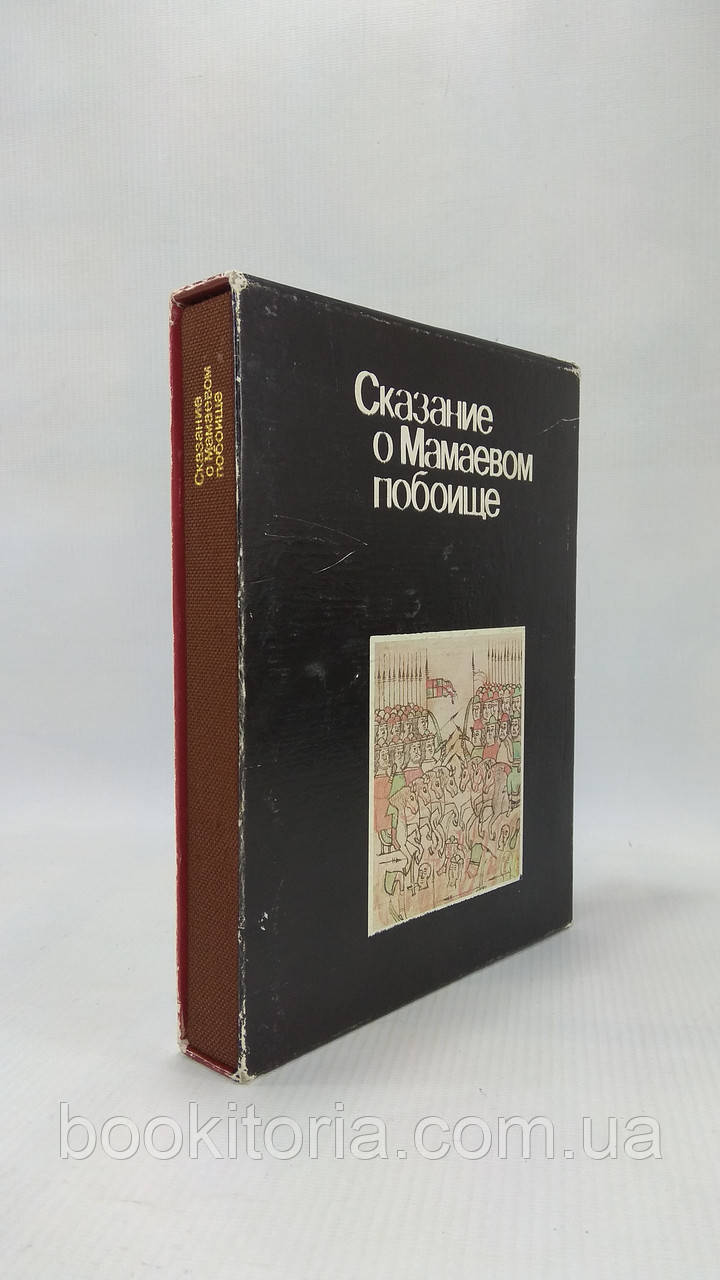 Сказание
о Мамаевом
побоище
Сказание
о Мамаевом
побоище
bookitoria.com.ua